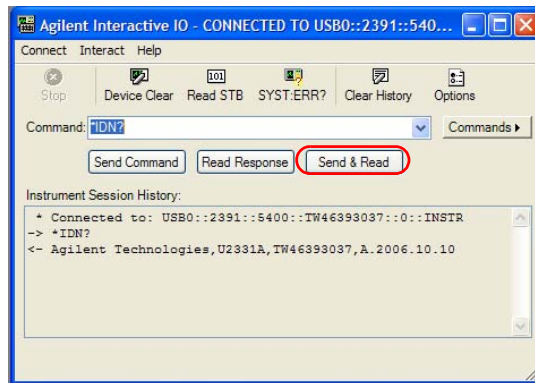 Agilent Interactive IO - CONNECTED TO USB0::2391::540...
Connect Interact Help
Stop Device Clear Read STB SYST:ERR? Clear History Options
Command: *IDN? Commands
Send Command Read Response Send & Read
Instrument Session History:
* Connected to: USB0::2391::5400::TW46393037::0::INSTR
-> *IDN?
<- Agilent Technologies,U2331A,TW46393037,A.2006.10.10